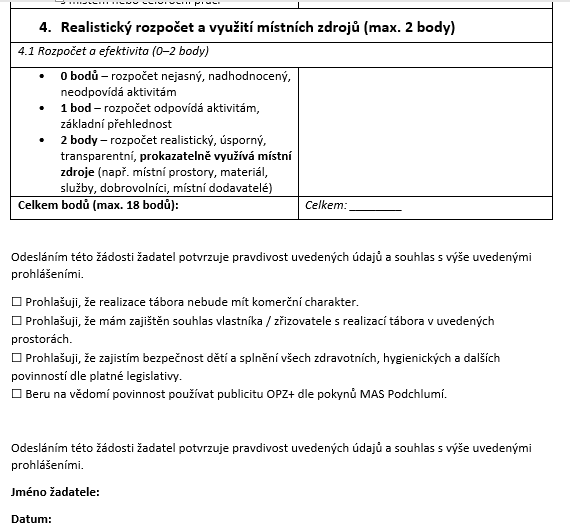 s místem nebo celoroční prací
4. Realistický rozpočet a využití místních zdrojů (max. 2 body)
4.1 Rozpočet a efektivita (0–2 body)
• 0 bodů – rozpočet nejasný, nadhodnocený,
neodpovídá aktivitám
• 1 bod – rozpočet odpovídá aktivitám,
základní přehlednost
• 2 body – rozpočet realistický, úsporný,
transparentní, prokazatelně využívá místní
zdroje (např. místní prostory, materiál,
služby, dobrovolníci, místní dodavatelé)
Celkem bodů (max. 18 bodů): Celkem: ________
Odesláním této žádosti žadatel potvrzuje pravdivost uvedených údajů a souhlas s výše uvedenými
prohlášeními.
☐ Prohlašuji, že realizace tábora nebude mít komerční charakter.
☐ Prohlašuji, že mám zajištěn souhlas vlastníka / zřizovatele s realizací tábora v uvedených
prostorách.
☐ Prohlašuji, že zajistím bezpečnost dětí a splnění všech zdravotních, hygienických a dalších
povinností dle platné legislativy.
☐ Beru na vědomí povinnost používat publicitu OPZ+ dle pokynů MAS Podchlumí.
Odesláním této žádosti žadatel potvrzuje pravdivost uvedených údajů a souhlas s výše uvedenými
prohlášeními.
Jméno žadatele:
Datum: